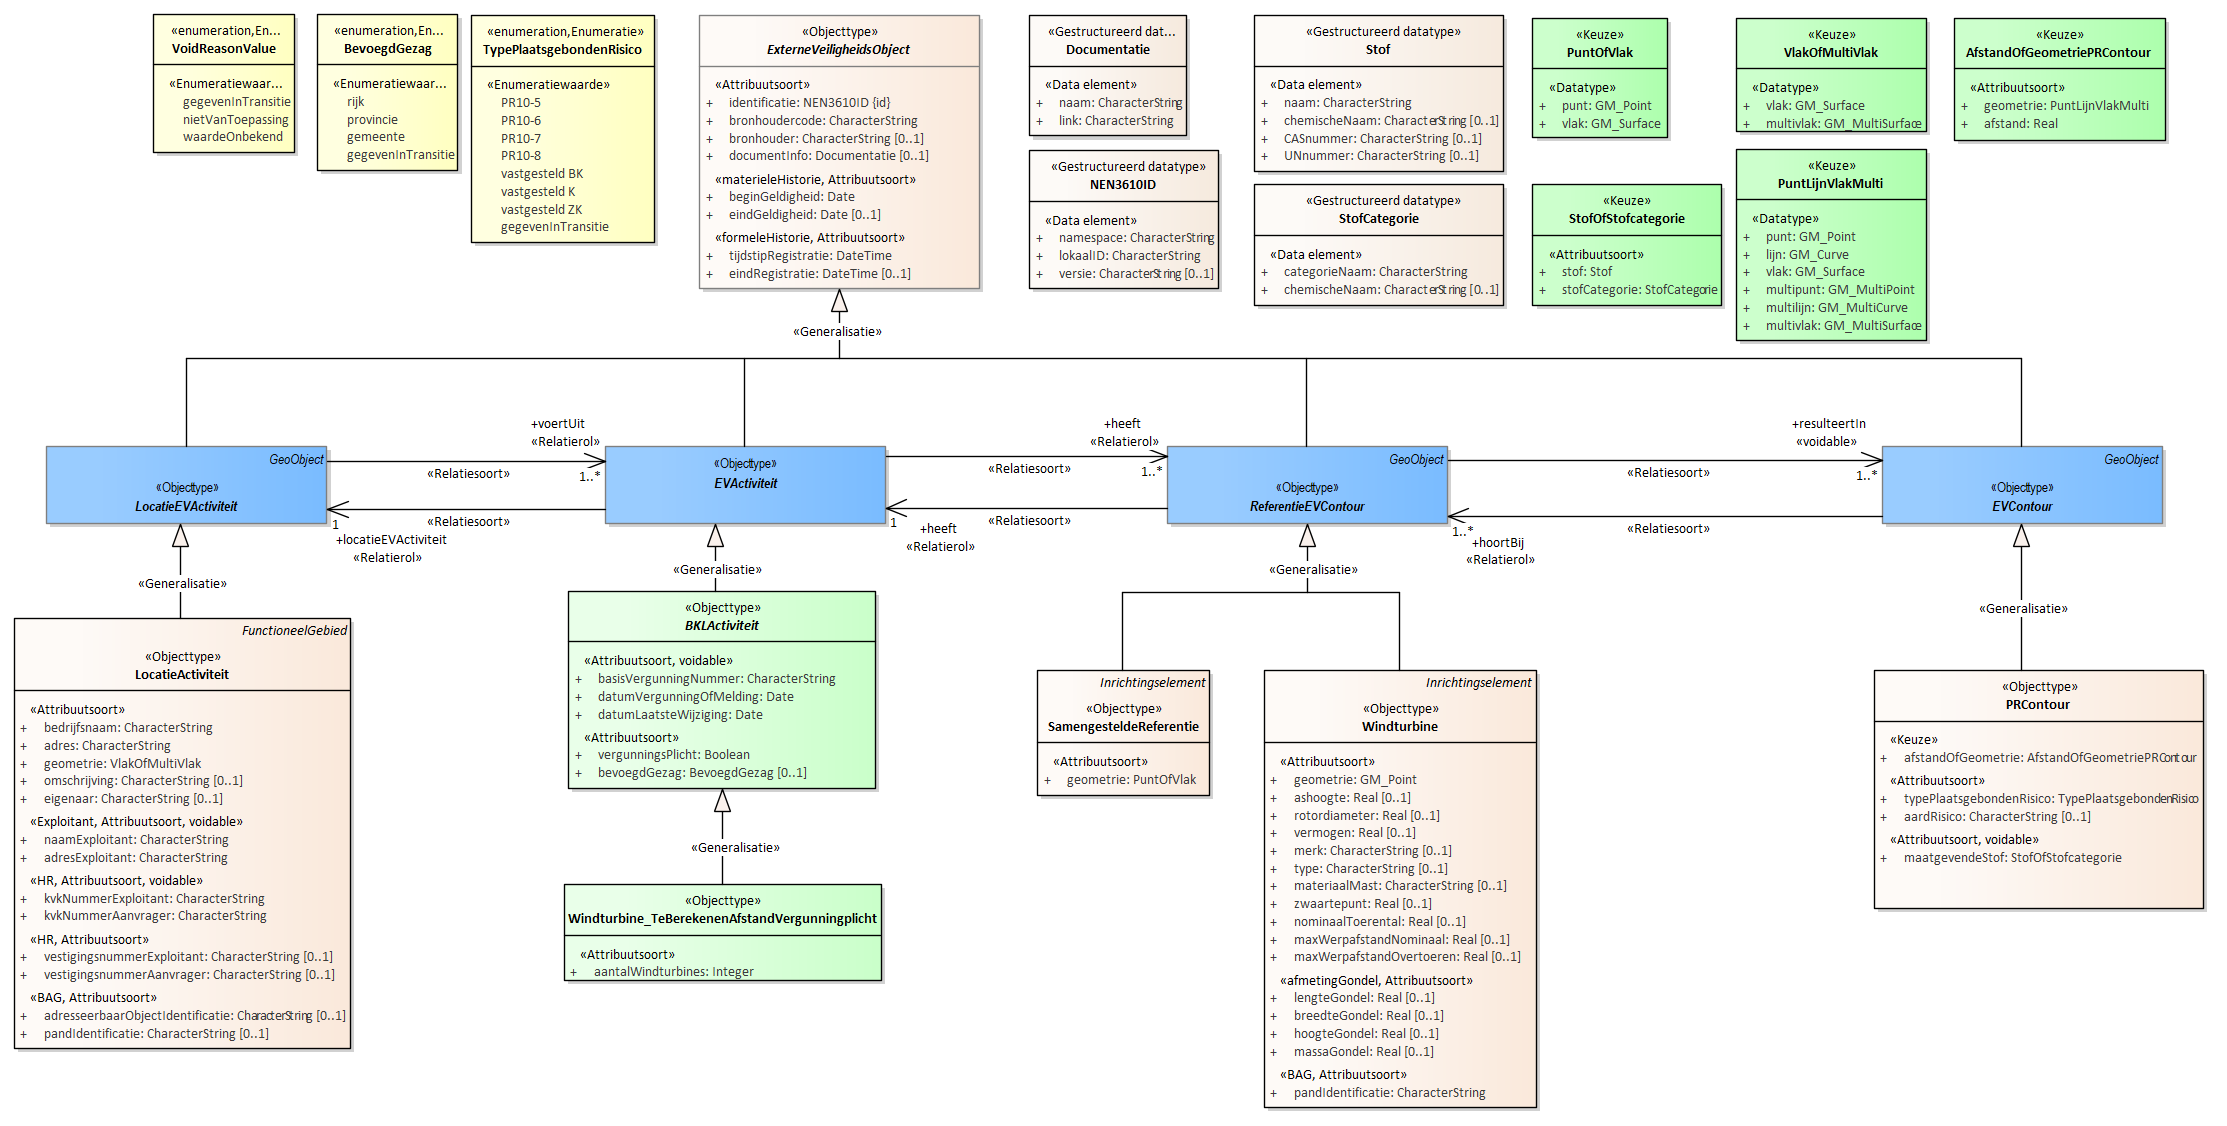 «enumeration,En...
VoidReasonValue
«Enumeratiewaar...
gegevenInTransitie
nietVanToepassing
waardeOnbekend
«enumeration,En...
BevoegdGezag
«Enumeratiewaar...
rijk
provincie
gemeente
gegevenInTransitie
«enumeration,Enumeratie»
TypePlaatsgebondenRisico
«Enumeratiewaarde»
PR10-5
PR10-6
PR10-7
PR10-8
vastgesteld BK
vastgesteld K
vastgesteld ZK
gegevenInTransitie
«Objecttype»
ExterneVeiligheidsObject
«Attribuutsoort»
+ identificatie: NEN3610ID {id}
+ bronhoudercode: CharacterString
+ bronhouder: CharacterString [0..1]
+ documentInfo: Documentatie [0..1]
«materieleHistorie, Attribuutsoort»
+ beginGeldigheid: Date
+ eindGeldigheid: Date [0..1]
«formeleHistorie, Attribuutsoort»
+ tijdstipRegistratie: DateTime
+ eindRegistratie: DateTime [0..1]
«Gestructureerd dat...
Documentatie
«Data element»
+ naam: CharacterString
+ link: CharacterString
«Gestructureerd datatype»
NEN3610ID
«Data element»
+ namespace: CharacterString
+ lokaalID: CharacterString
+ versie: CharacterString [0..1]
«Gestructureerd datatype»
Stof
«Data element»
+ naam: CharacterString
+ chemischeNaam: CharacterString [0..1]
+ CASnummer: CharacterString [0..1]
+ UNnummer: CharacterString [0..1]
«Gestructureerd datatype»
StofCategorie
«Data element»
+ categorieNaam: CharacterString
+ chemischeNaam: CharacterString [0..1]
«Keuze»
PuntOfVlak
«Datatype»
+ punt: GM_Point
+ vlak: GM_Surface
«Keuze»
StofOfStofcategorie
«Attribuutsoort»
+ stof: Stof
+ stofCategorie: StofCategorie
«Keuze»
VlakOfMultiVlak
«Datatype»
+ vlak: GM_Surface
+ multivlak: GM_MultiSurface
«Keuze»
PuntLijnVlakMulti
«Datatype»
+ punt: GM_Point
+ lijn: GM_Curve
+ vlak: GM_Surface
+ multipunt: GM_MultiPoint
+ multilijn: GM_MultiCurve
+ multivlak: GM_MultiSurface
«Keuze»
AfstandOfGeometriePRContour
«Attribuutsoort»
+ geometrie: PuntLijnVlakMulti
+ afstand: Real
«Generalisatie»
GeoObject
«Objecttype»
LocatieEVActiviteit
+voertUit
«Relatierol»
«Relatiesoort»
1..*
«Relatiesoort»
1
+locatieEVActiviteit
«Relatierol»
«Objecttype»
EVActiviteit
+heeft
«Relatierol»
«Relatiesoort»
1..*
«Relatiesoort»
1
+heeft
«Relatierol»
GeoObject
«Objecttype»
ReferentieEVContour
+resulteertIn
«voidable»
«Relatiesoort»
1..*
«Relatiesoort»
1..*
+hoortBij
«Relatierol»
GeoObject
«Objecttype»
EVContour
«Generalisatie»
«Generalisatie»
«Generalisatie»
«Generalisatie»
FunctioneelGebied
«Objecttype»
LocatieActiviteit
«Attribuutsoort»
+ bedrijfsnaam: CharacterString
+ adres: CharacterString
+ geometrie: VlakOfMultiVlak
+ omschrijving: CharacterString [0..1]
+ eigenaar: CharacterString [0..1]
«Exploitant, Attribuutsoort, voidable»
+ naamExploitant: CharacterString
+ adresExploitant: CharacterString
«HR, Attribuutsoort, voidable»
+ kvkNummerExploitant: CharacterString
+ kvkNummerAanvrager: CharacterString
«HR, Attribuutsoort»
+ vestigingsnummerExploitant: CharacterString [0..1]
+ vestigingsnummerAanvrager: CharacterString [0..1]
«BAG, Attribuutsoort»
+ adresseerbaarObjectIdentificatie: CharacterString [0..1]
+ pandIdentificatie: CharacterString [0..1]
«Objecttype»
BKLActiviteit
«Attribuutsoort, voidable»
+ basisVergunningNummer: CharacterString
+ datumVergunningOfMelding: Date
+ datumLaatsteWijziging: Date
«Attribuutsoort»
+ vergunningsPlicht: Boolean
+ bevoegdGezag: BevoegdGezag [0..1]
«Generalisatie»
«Objecttype»
Windturbine_TeBerekenenAfstandVergunningplicht
«Attribuutsoort»
+ aantalWindturbines: Integer
Inrichtingselement
«Objecttype»
SamengesteldeReferentie
«Attribuutsoort»
+ geometrie: PuntOfVlak
Inrichtingselement
«Objecttype»
Windturbine
«Attribuutsoort»
+ geometrie: GM_Point
+ ashoogte: Real [0..1]
+ rotordiameter: Real [0..1]
+ vermogen: Real [0..1]
+ merk: CharacterString [0..1]
+ type: CharacterString [0..1]
+ materiaalMast: CharacterString [0..1]
+ zwaartepunt: Real [0..1]
+ nominaalToerental: Real [0..1]
+ maxWerpafstandNominaal: Real [0..1]
+ maxWerpafstandOvertoeren: Real [0..1]
«afmetingGondel, Attribuutsoort»
+ lengteGondel: Real [0..1]
+ breedteGondel: Real [0..1]
+ hoogteGondel: Real [0..1]
+ massaGondel: Real [0..1]
«BAG, Attribuutsoort»
+ pandIdentificatie: CharacterString
«Objecttype»
PRContour
«Keuze»
+ afstandOfGeometrie: AfstandOfGeometriePRContour
«Attribuutsoort»
+ typePlaatsgebondenRisico: TypePlaatsgebondenRisico
+ aardRisico: CharacterString [0..1]
«Attribuutsoort, voidable»
+ maatgevendeStof: StofOfStofcategorie